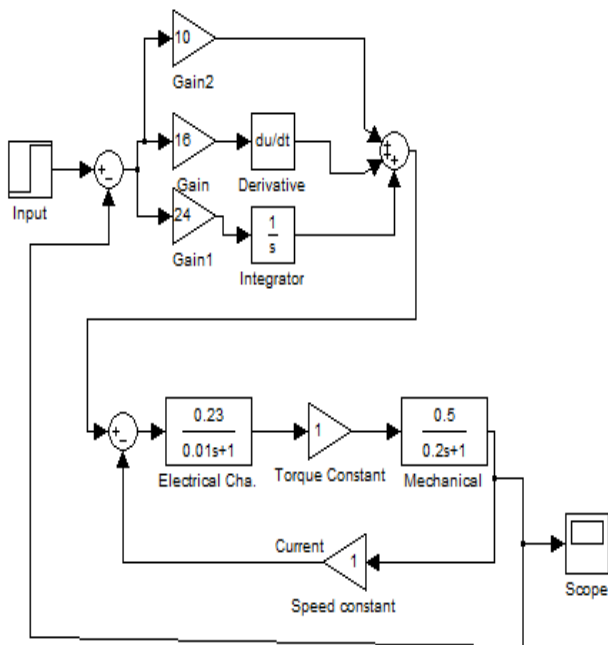 10
Gain2
+
−
16
Gain
du/dt
Derivative
+
+
+
Input
24
Gain1
1
s
Integrator
+
−
0.23
0.01s+1
Electrical Cha.
1
Torque Constant
0.5
0.2s+1
Mechanical
Current
1
Speed constant
Scope